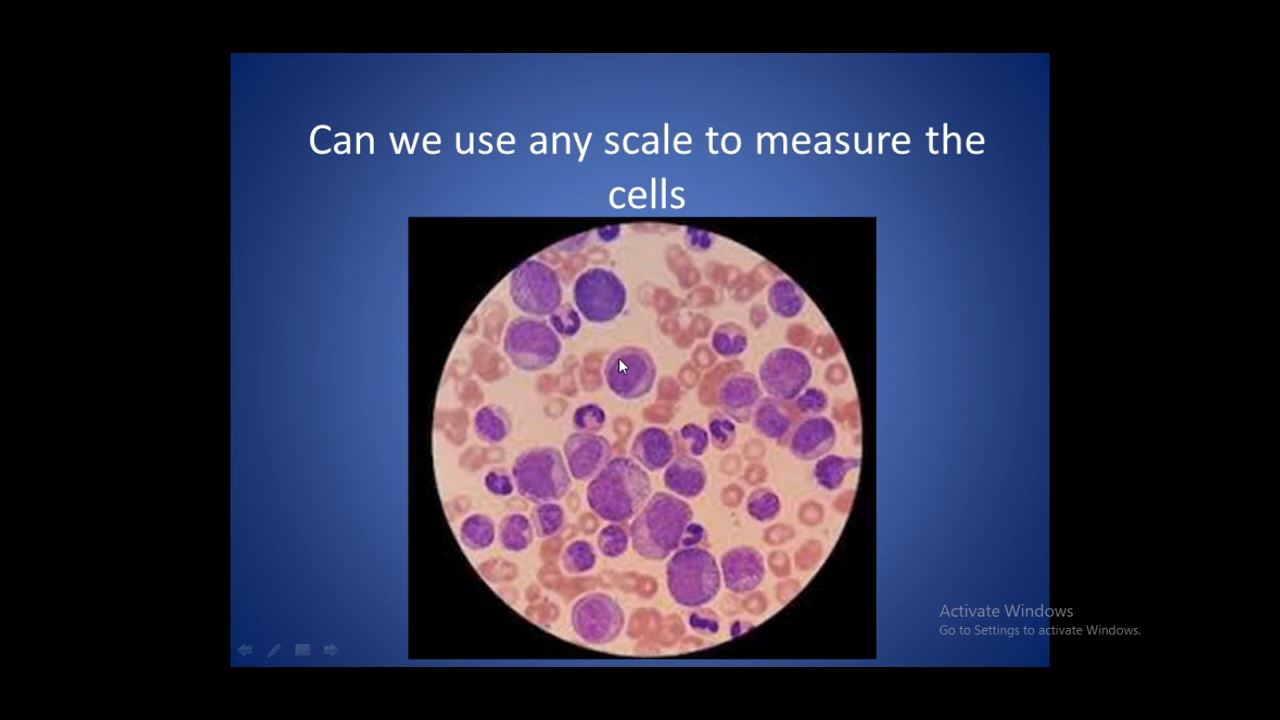 Can we use any scale to measure the
cells
Activate Windows
Go to Settings to activate Windows.